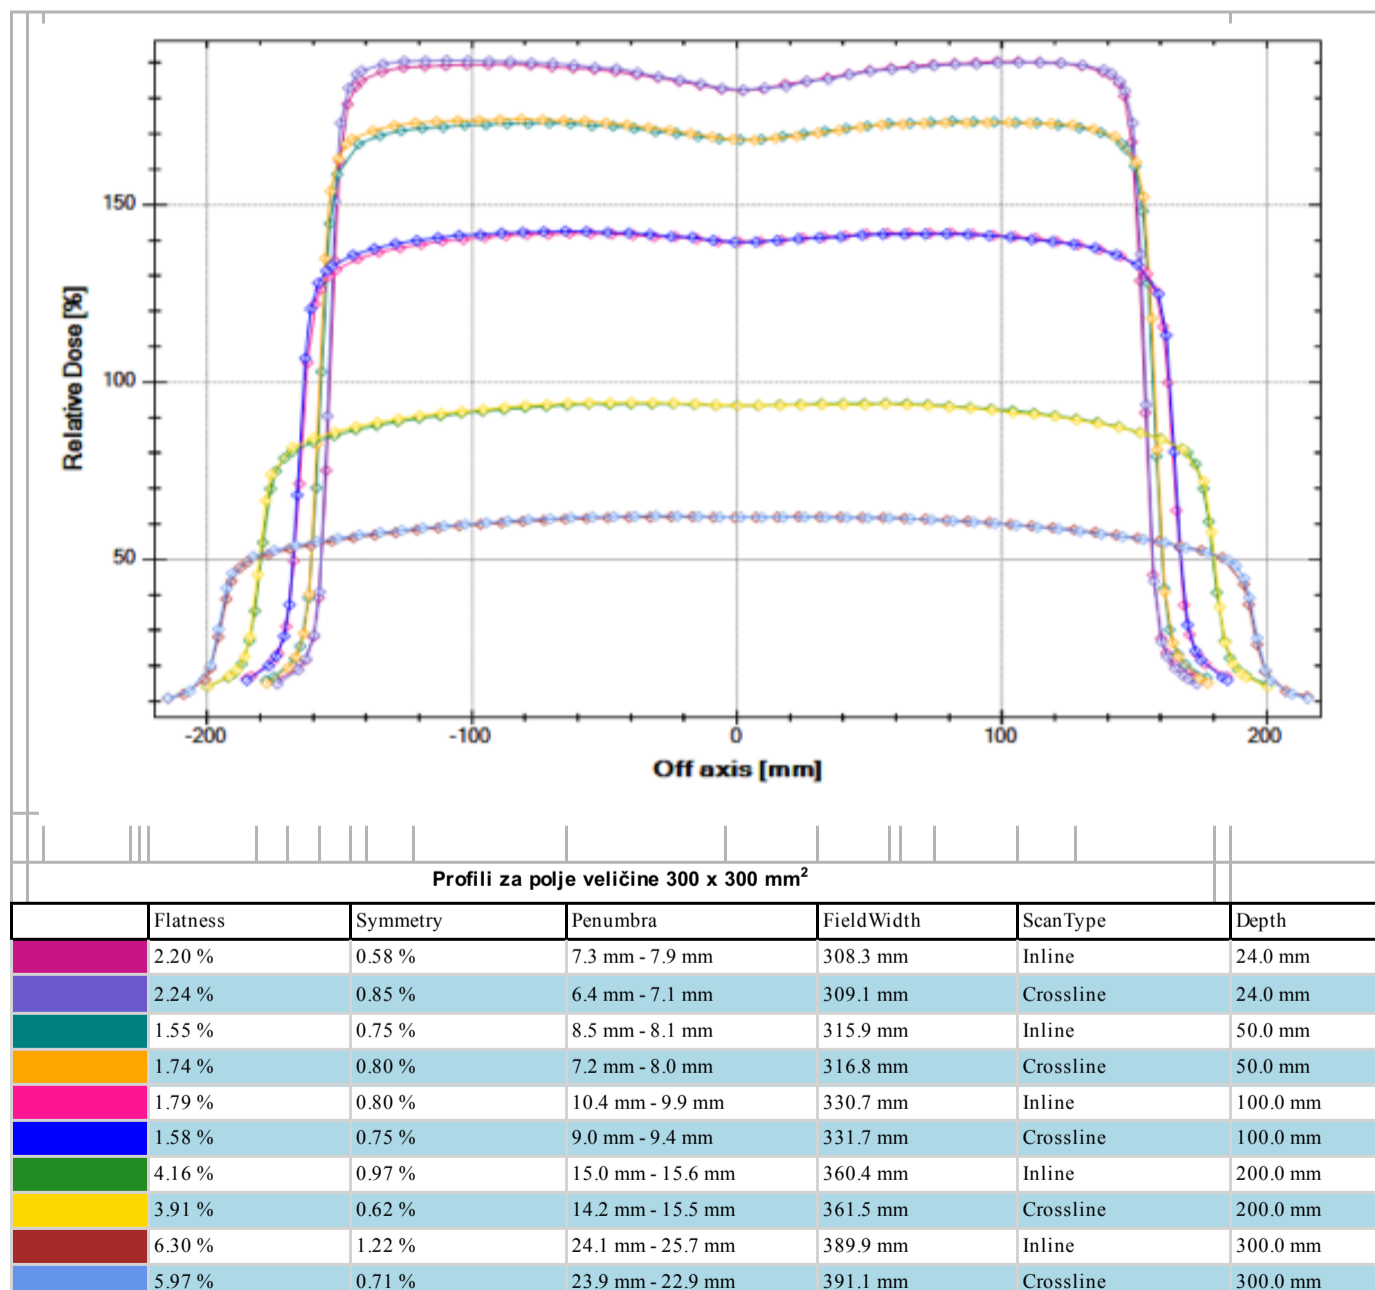 150
100
50
Relative Dose [%]
-200 -100 0 100 200
Off axis [mm]
Profili za polje veličine 300 x 300 mm²
Flatness Symmetry Penumbra FieldWidth ScanType Depth
2.20 % 0.58 % 7.3 mm - 7.9 mm 308.3 mm Inline 24.0 mm
2.24 % 0.85 % 6.4 mm - 7.1 mm 309.1 mm Crossline 24.0 mm
1.55 % 0.75 % 8.5 mm - 8.1 mm 315.9 mm Inline 50.0 mm
1.74 % 0.80 % 7.2 mm - 8.0 mm 316.8 mm Crossline 50.0 mm
1.79 % 0.80 % 10.4 mm - 9.9 mm 330.7 mm Inline 100.0 mm
1.58 % 0.75 % 9.0 mm - 9.4 mm 331.7 mm Crossline 100.0 mm
4.16 % 0.97 % 15.0 mm - 15.6 mm 360.4 mm Inline 200.0 mm
3.91 % 0.62 % 14.2 mm - 15.5 mm 361.5 mm Crossline 200.0 mm
6.30 % 1.22 % 24.1 mm - 25.7 mm 389.9 mm Inline 300.0 mm
5.97 % 0.71 % 23.9 mm - 22.9 mm 391.1 mm Crossline 300.0 mm